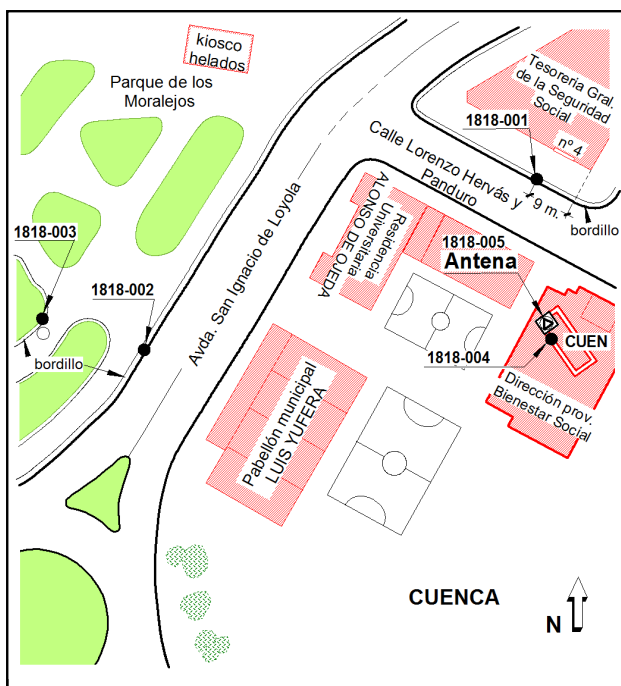 kiosco
helados
Parque de los
Moralejos
Tesorería Gral.
de la Seguridad
Social
nº 4
1818-001
Calle Lorenzo Hervás y
Panduro
9 m.
bordillo
Residencia
Universitaria
ALONSO DE OJEDA
1818-003
1818-002
Avda. San Ignacio de Loyola
1818-005
Antena
CUEN
1818-004
bordillo
Dirección prov.
Bienestar Social
Pabellón municipal
LUIS YUFERA
CUENCA
N